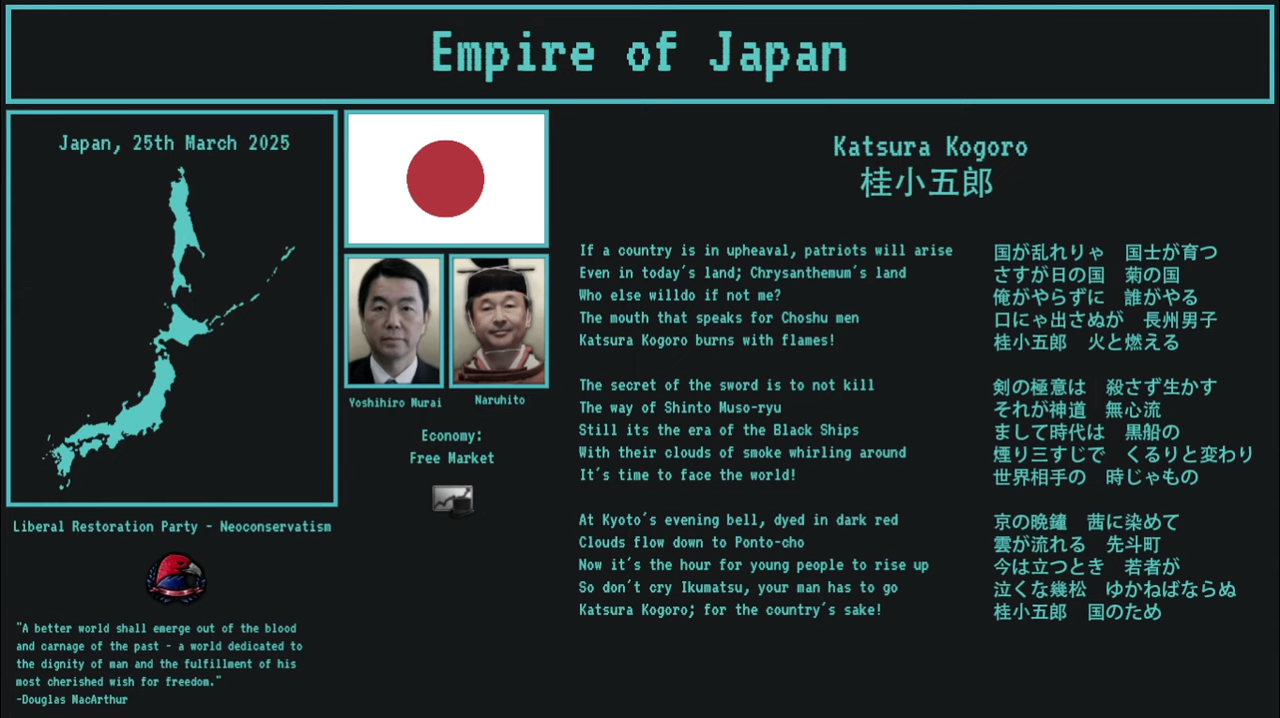 Empire of Japan
Japan, 25th March 2025
Yoshihiro Murai
Naruhito
Economy:
Free Market
Liberal Restoration Party - Neoconservatism
"A better world shall emerge out of the blood
and carnage of the past - a world dedicated to
the dignity of man and the fulfillment of his
most cherished wish for freedom."
-Douglas MacArthur
Katsura Kogoro
桂小五郎
If a country is in upheaval, patriots will arise
Even in today's land; Chrysanthemum's land
Who else willdo if not me?
The mouth that speaks for Choshu men
Katsura Kogoro burns with flames!
The secret of the sword is to not kill
The way of Shinto Muso-ryu
Still its the era of the Black Ships
With their clouds of smoke whirling around
It's time to face the world!
At Kyoto's evening bell, dyed in dark red
Clouds flow down to Ponto-cho
Now it's the hour for young people to rise up
So don't cry Ikumatsu, your man has to go
Katsura Kogoro; for the country's sake!
国が乱れりゃ　国士が育つ
さすが日の国　菊の国
俺がやらずに　誰がやる
口にゃ出さぬが　長州男子
桂小五郎　火と燃える
剣の極意は　殺さず生かす
それが神道　無心流
まして時代は　黒船の
煙り三すじで　くるりと変わり
世界相手の　時じゃもの
京の晩鐘　茜に染めて
雲が流れる　先斗町
今は立つとき　若者が
泣くな幾松　ゆかねばならぬ
桂小五郎　国のため